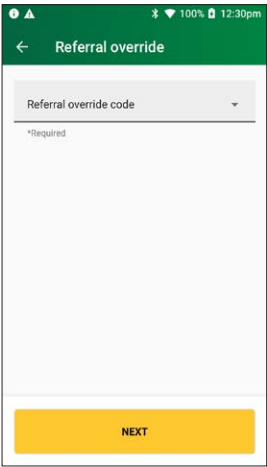 100% 12:30pm
Referral override
Referral override code
*Required
NEXT